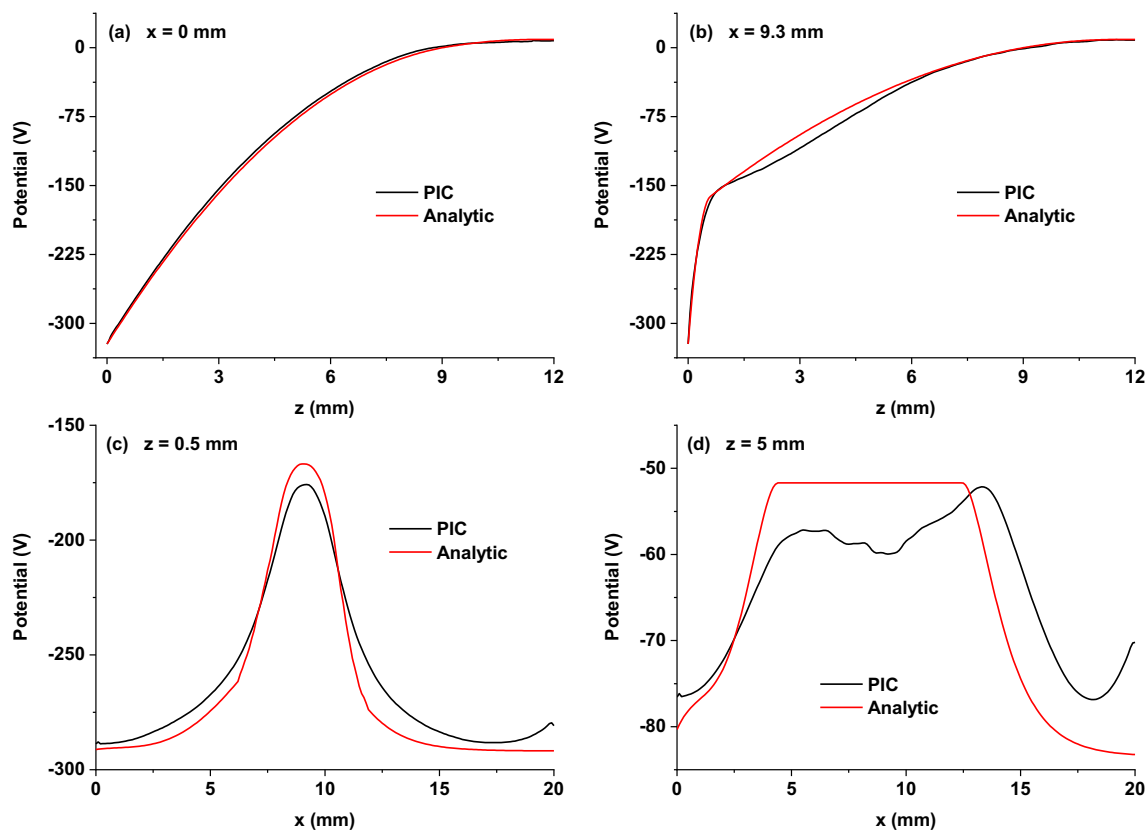 (a) x = 0 mm
0
-75
-150
-225
-300
Potential (V)
PIC
Analytic
0 3 6 9 12
z (mm)
(b) x = 9.3 mm
0
-75
-150
-225
-300
Potential (V)
PIC
Analytic
0 3 6 9 12
z (mm)
(c) z = 0.5 mm
-150
-200
-250
-300
Potential (V)
PIC
Analytic
0 5 10 15 20
x (mm)
(d) z = 5 mm
-50
-60
-70
-80
Potential (V)
PIC
Analytic
0 5 10 15 20
x (mm)